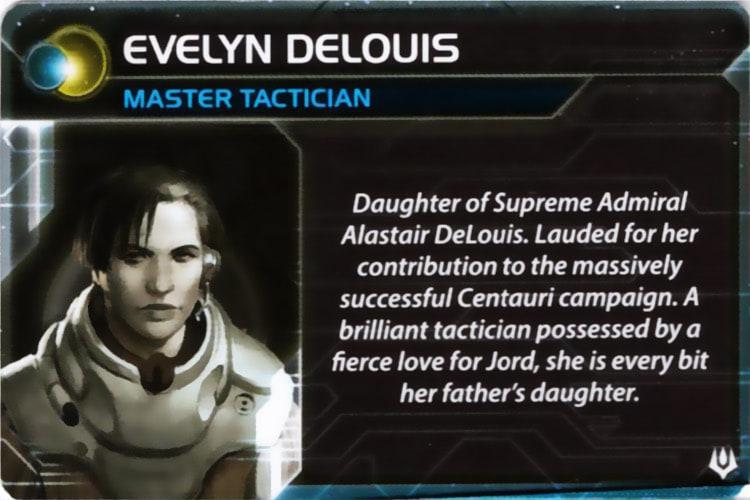 EVELYN DELOUIS
MASTER TACTICIAN
Daughter of Supreme Admiral
Alastair DeLouis. Lauded for her
contribution to the massively
successful Centauri campaign. A
brilliant tactician possessed by a
fierce love for Jord, she is every bit
her father's daughter.